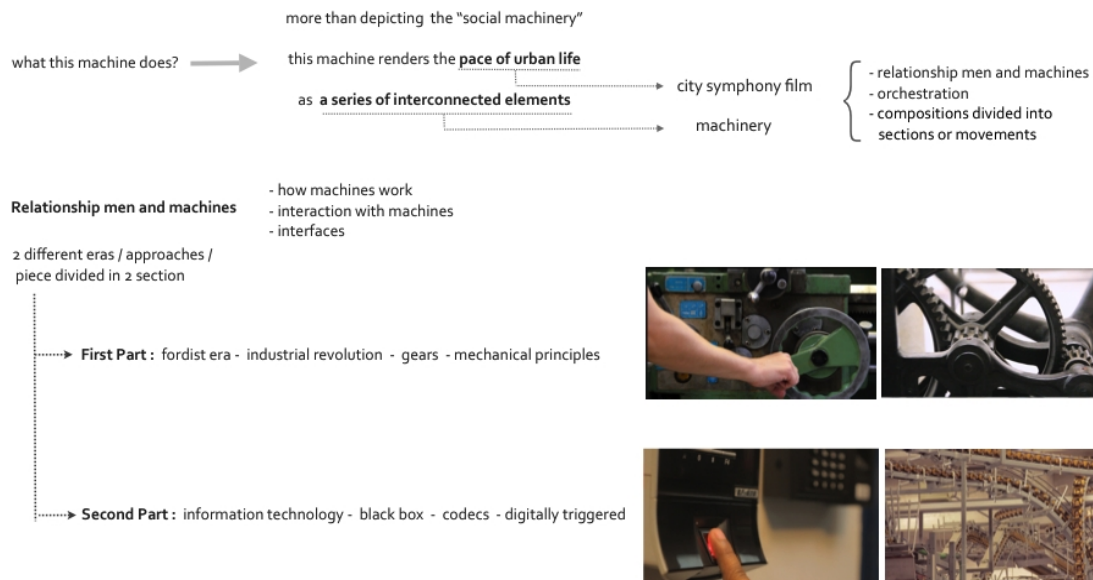 more than depicting the “social machinery”
what this machine does?
this machine renders the pace of urban life
as a series of interconnected elements
city symphony film
machinery
- relationship men and machines
- orchestration
- compositions divided into
sections or movements
Relationship men and machines
- how machines work
- interaction with machines
- interfaces
2 different eras / approaches /
piece divided in 2 section
First Part : fordist era - industrial revolution - gears - mechanical principles
Second Part : information technology - black box - codecs - digitally triggered